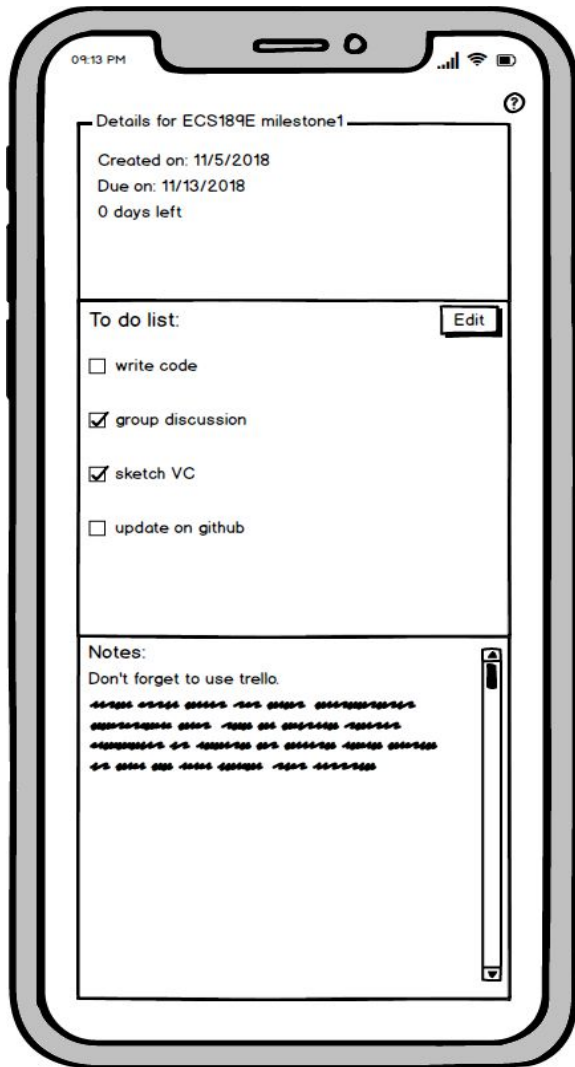 09:13 PM
?
Details for ECS189E milestone1
Created on: 11/5/2018
Due on: 11/13/2018
0 days left
To do list:
Edit
write code
group discussion
sketch VC
update on github
Notes:
Don't forget to use trello.